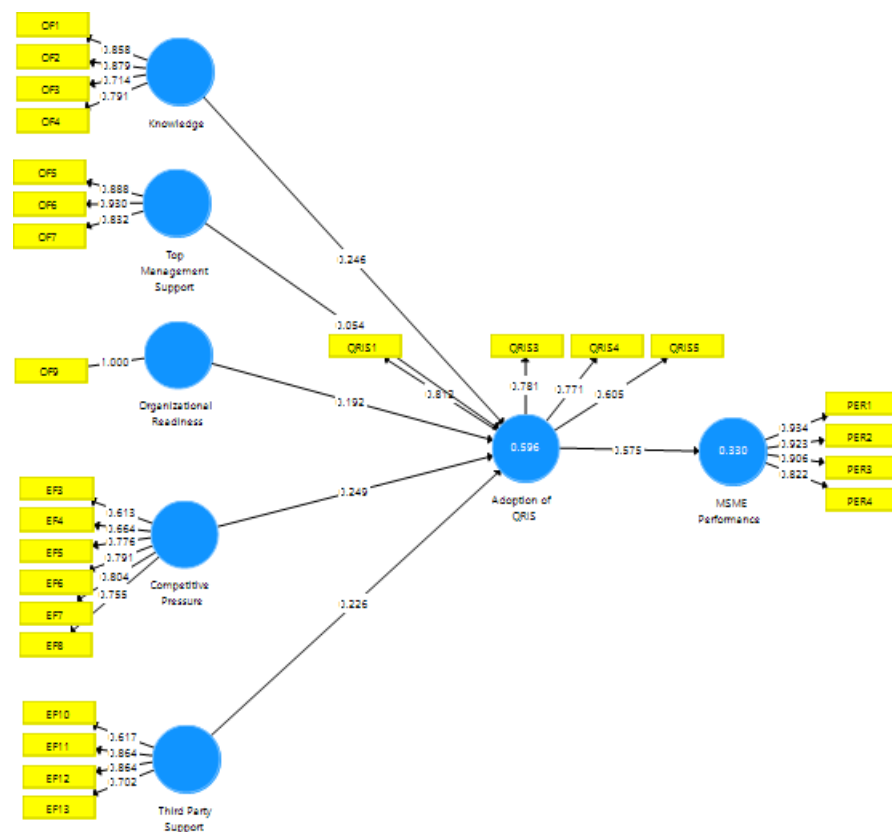 OF1
OF2
OF3
OF4
0.858
0.879
0.714
0.791
Knowledge
OF5
OF6
OF7
0.888
0.930
0.832
Top
Management
Support
OF9
1.000
Organizational
Readiness
EF3
EF4
EF5
EF6
EF7
EF8
0.613
0.664
0.776
0.791
0.804
0.755
Competitive
Pressure
EF10
EF11
EF12
EF13
0.617
0.864
0.864
0.702
Third Party
Support
0.246
0.054
0.192
0.249
0.226
QRIS1
QRIS3
QRIS4
QRIS5
0.812
0.781
0.771
0.605
0.596
Adoption of
QRIS
0.575
0.330
MSME
Performance
0.934
0.923
0.906
0.822
PER1
PER2
PER3
PER4